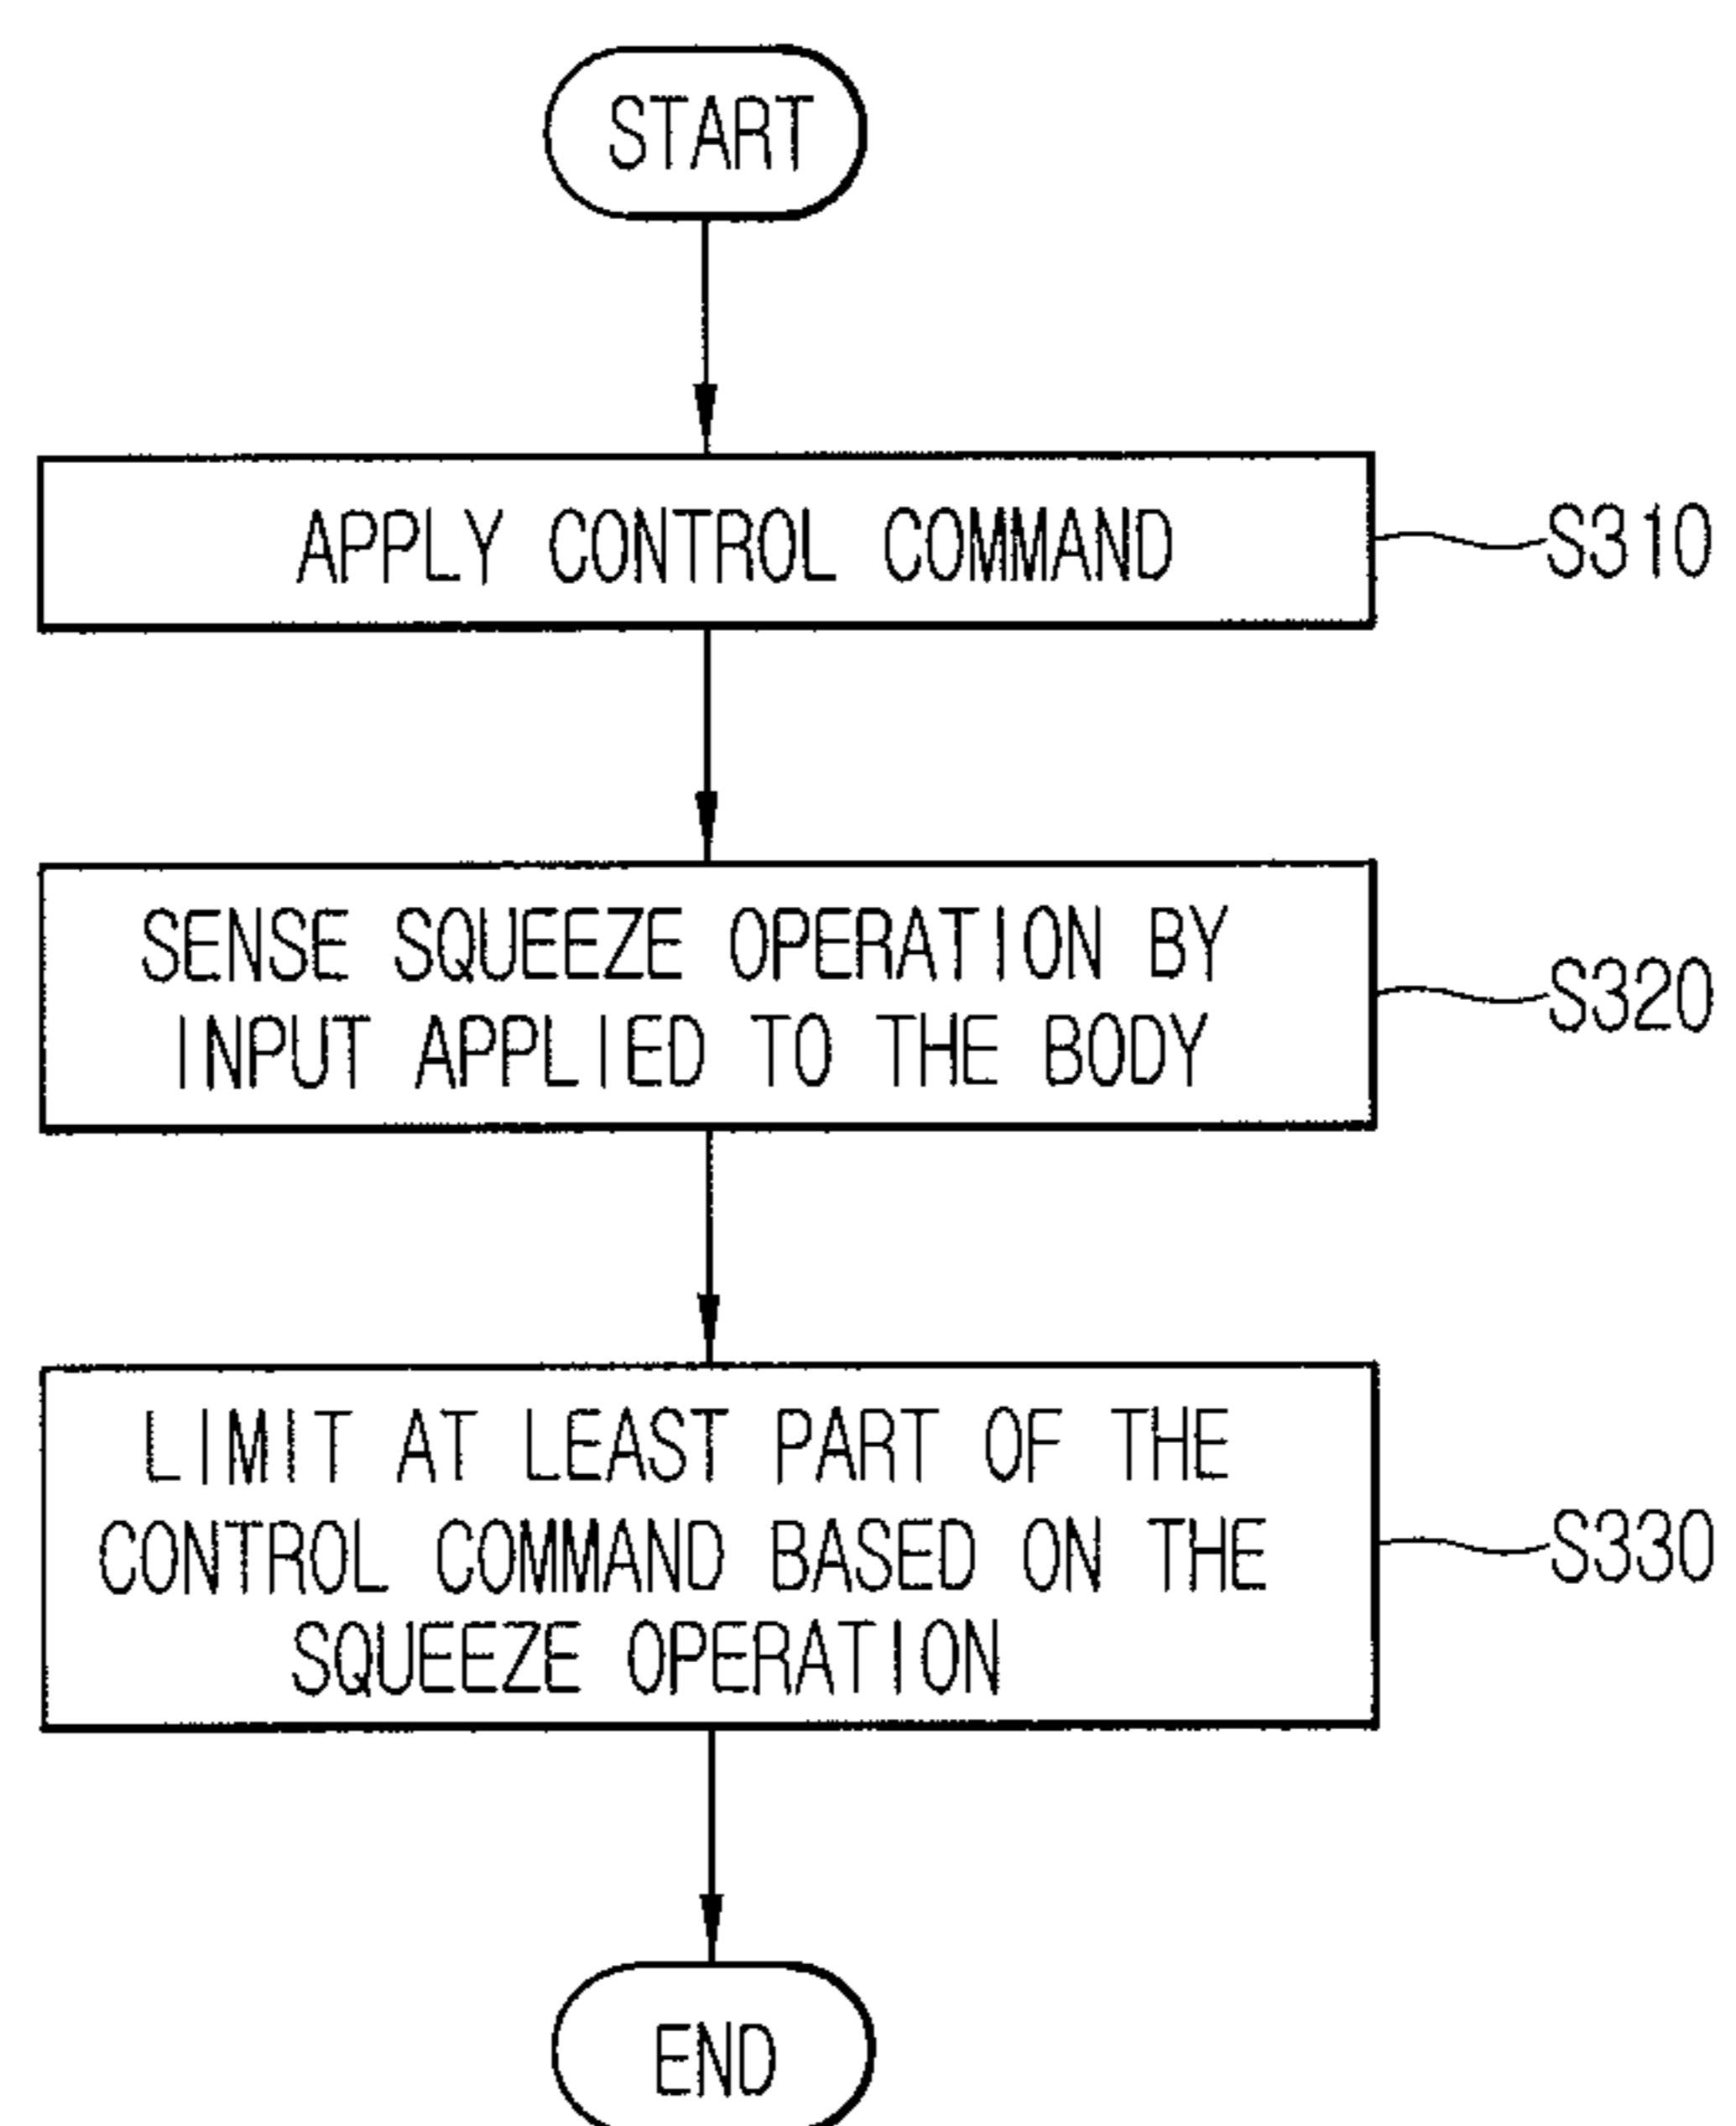 START
APPLY CONTROL COMMAND
S310
SENSE SQUEEZE OPERATION BY
INPUT APPLIED TO THE BODY
S320
LIMIT AT LEAST PART OF THE
CONTROL COMMAND BASED ON THE
SQUEEZE OPERATION
S330
END